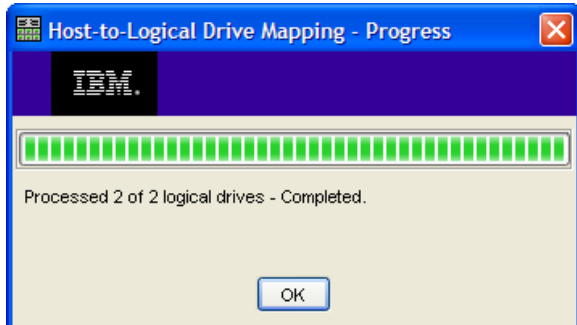 Host-to-Logical Drive Mapping - Progress
IBM.
Processed 2 of 2 logical drives - Completed.
OK